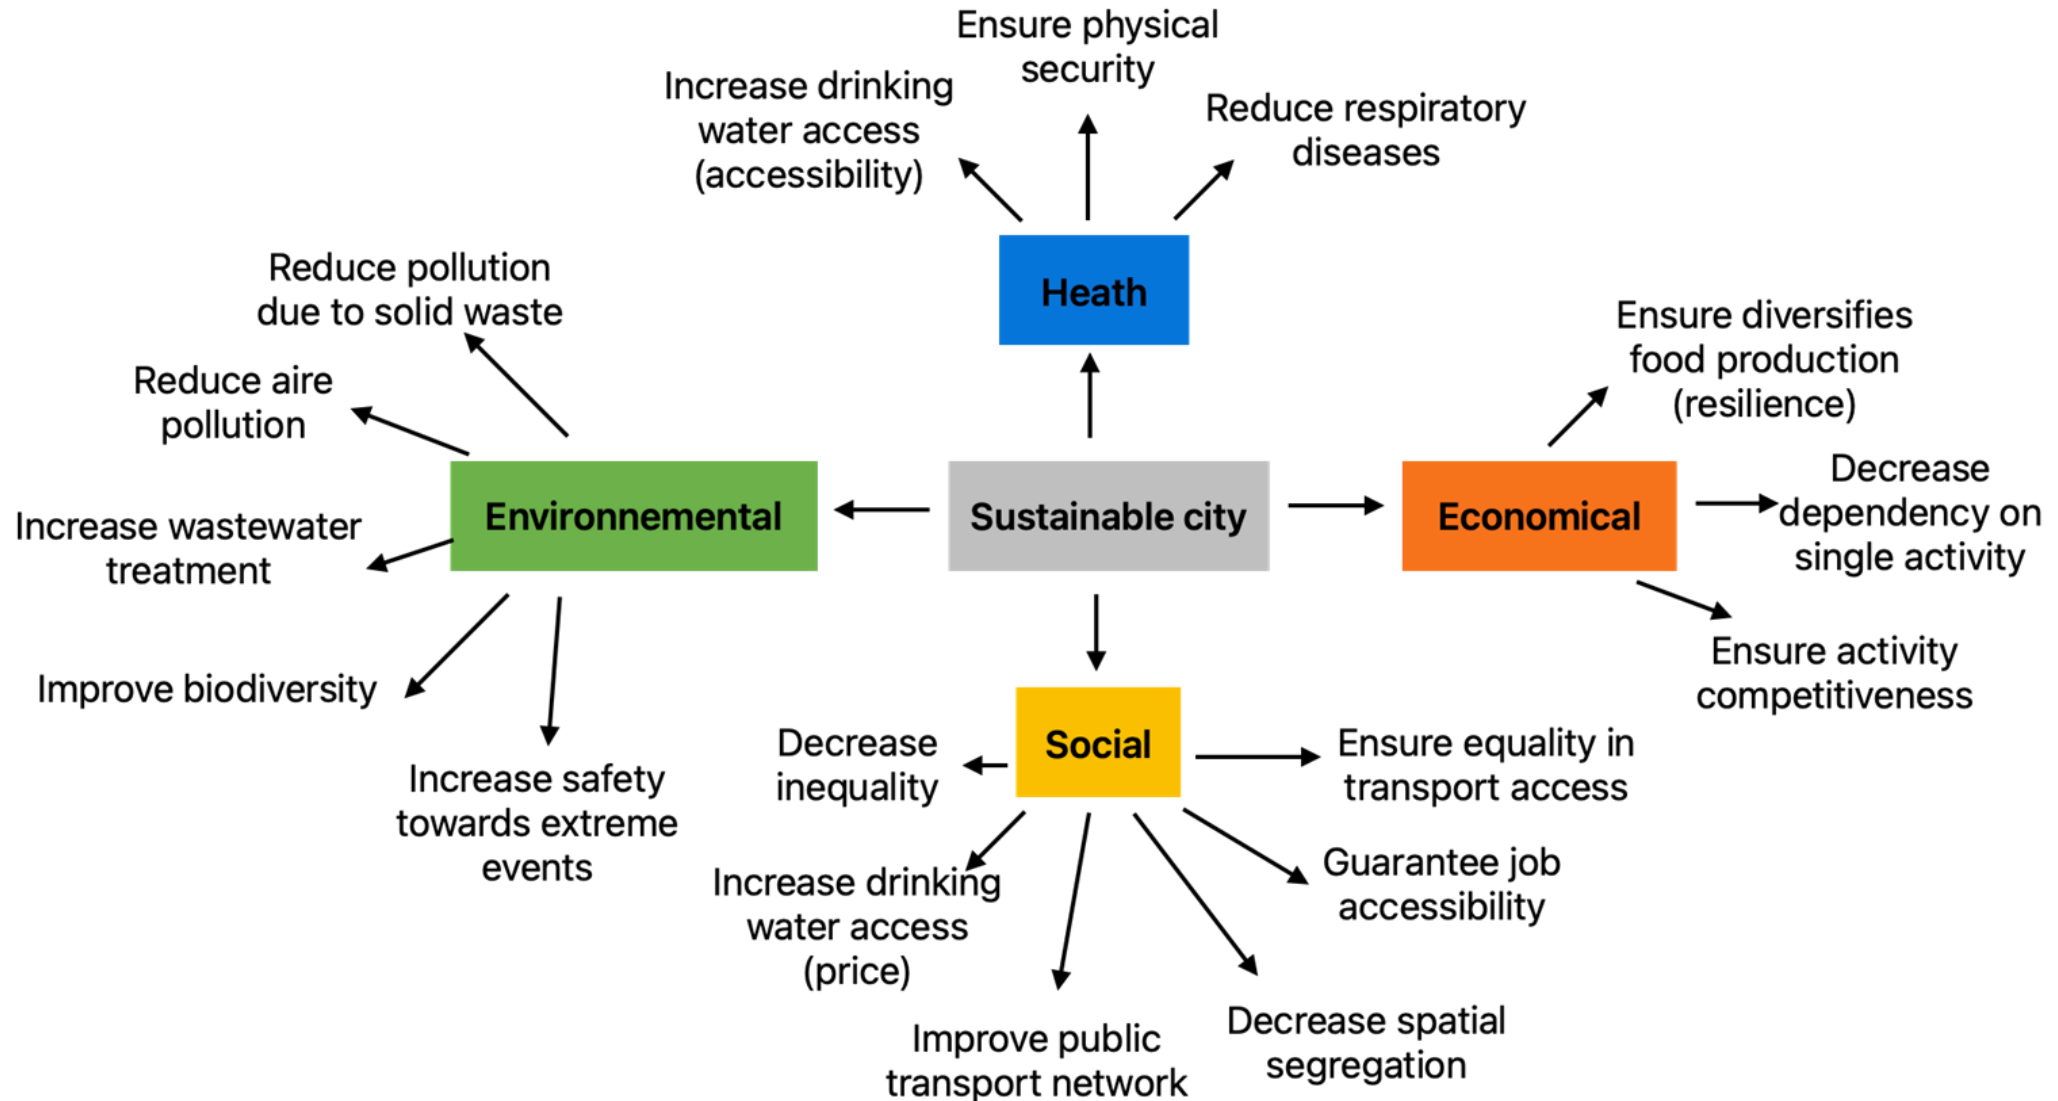 Ensure physical
security
Increase drinking
water access
(accessibility)
Reduce respiratory
diseases
Heath
Reduce pollution
due to solid waste
Reduce aire
pollution
Increase wastewater
treatment
Improve biodiversity
Increase safety
towards extreme
events
Environnemental
Sustainable city
Economical
Ensure diversifies
food production
(resilience)
Decrease
dependency on
single activity
Ensure activity
competitiveness
Social
Decrease
inequality
Increase drinking
water access
(price)
Improve public
transport network
Decrease spatial
segregation
Guarantee job
accessibility
Ensure equality in
transport access